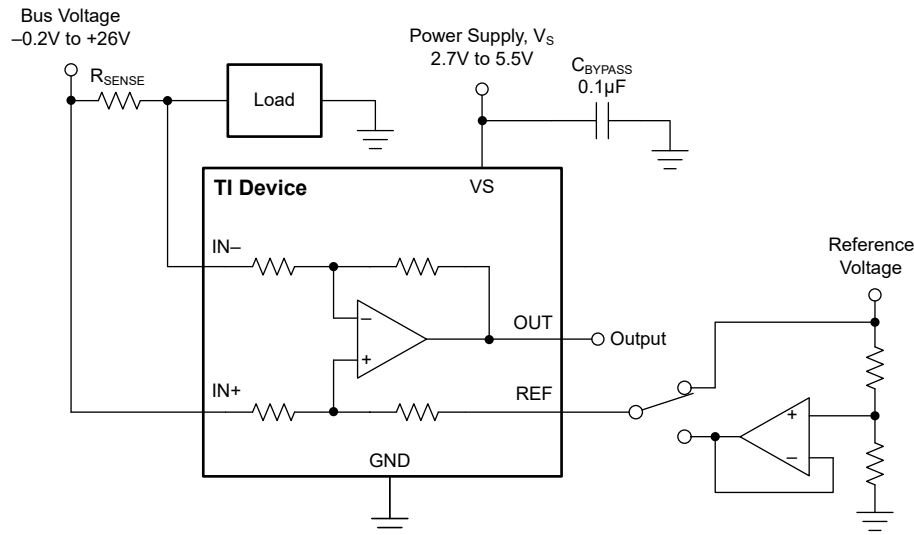 Bus Voltage
–0.2V to +26V
R_SENSE
Load
Power Supply, V_S
2.7V to 5.5V
C_BYPASS
0.1µF
TI Device
VS
IN–
–
+
OUT
Output
IN+
REF
GND
Reference
Voltage
+
–